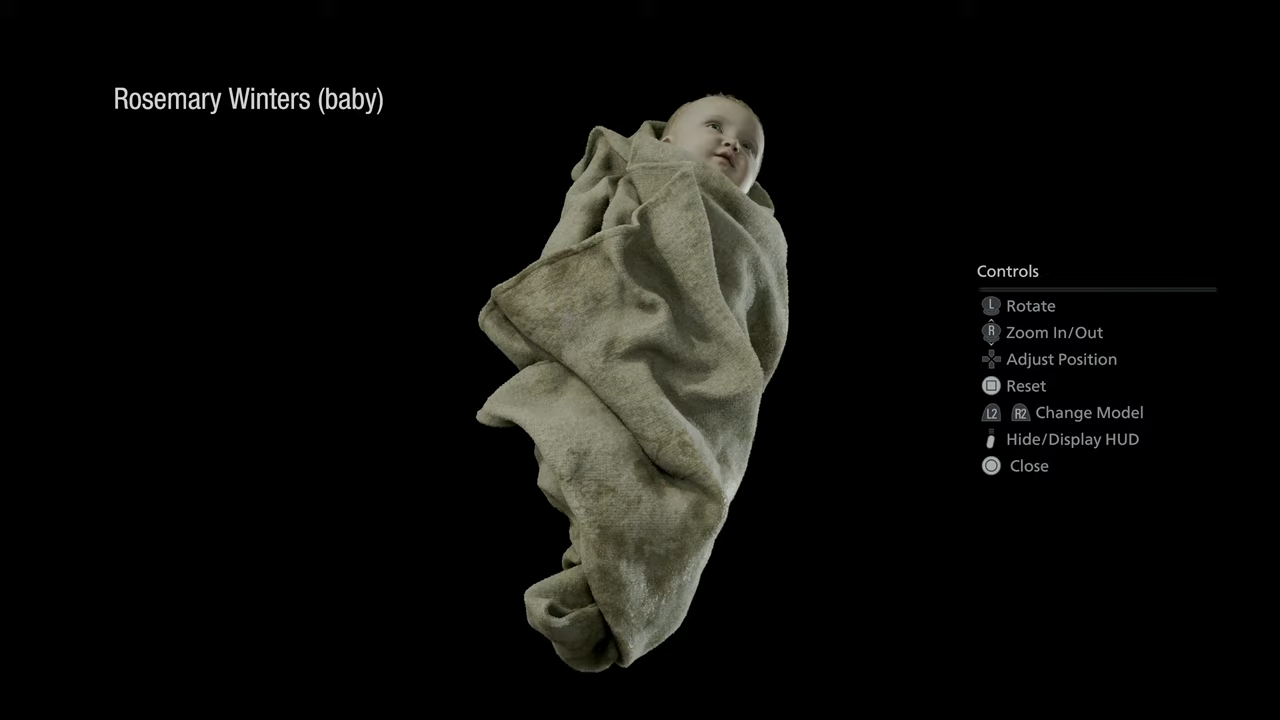 Rosemary Winters (baby)
Controls
L Rotate
R Zoom In/Out
Adjust Position
Reset
L2 R2 Change Model
Hide/Display HUD
Close